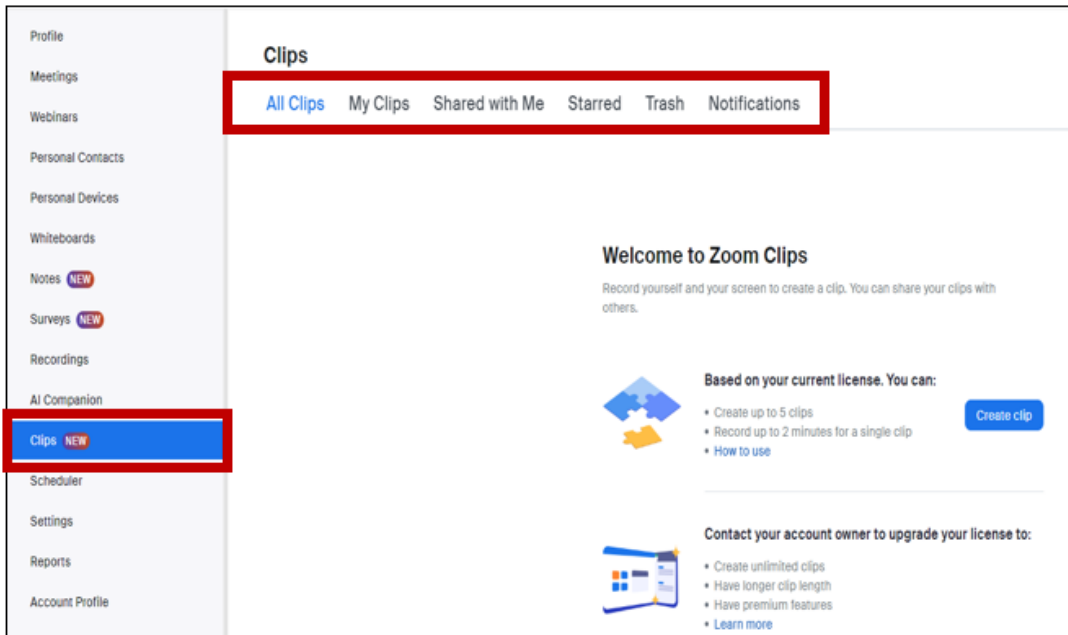 Profile
Meetings
Webinars
Personal Contacts
Personal Devices
Whiteboards
Notes NEW
Surveys NEW
Recordings
AI Companion
Clips NEW
Scheduler
Settings
Reports
Account Profile
Clips
All Clips My Clips Shared with Me Starred Trash Notifications
Welcome to Zoom Clips
Record yourself and your screen to create a clip. You can share your clips with
others.
Based on your current license. You can:
• Create up to 5 clips
• Record up to 2 minutes for a single clip
• How to use
Create clip
Contact your account owner to upgrade your license to:
• Create unlimited clips
• Have longer clip length
• Have premium features
• Learn more